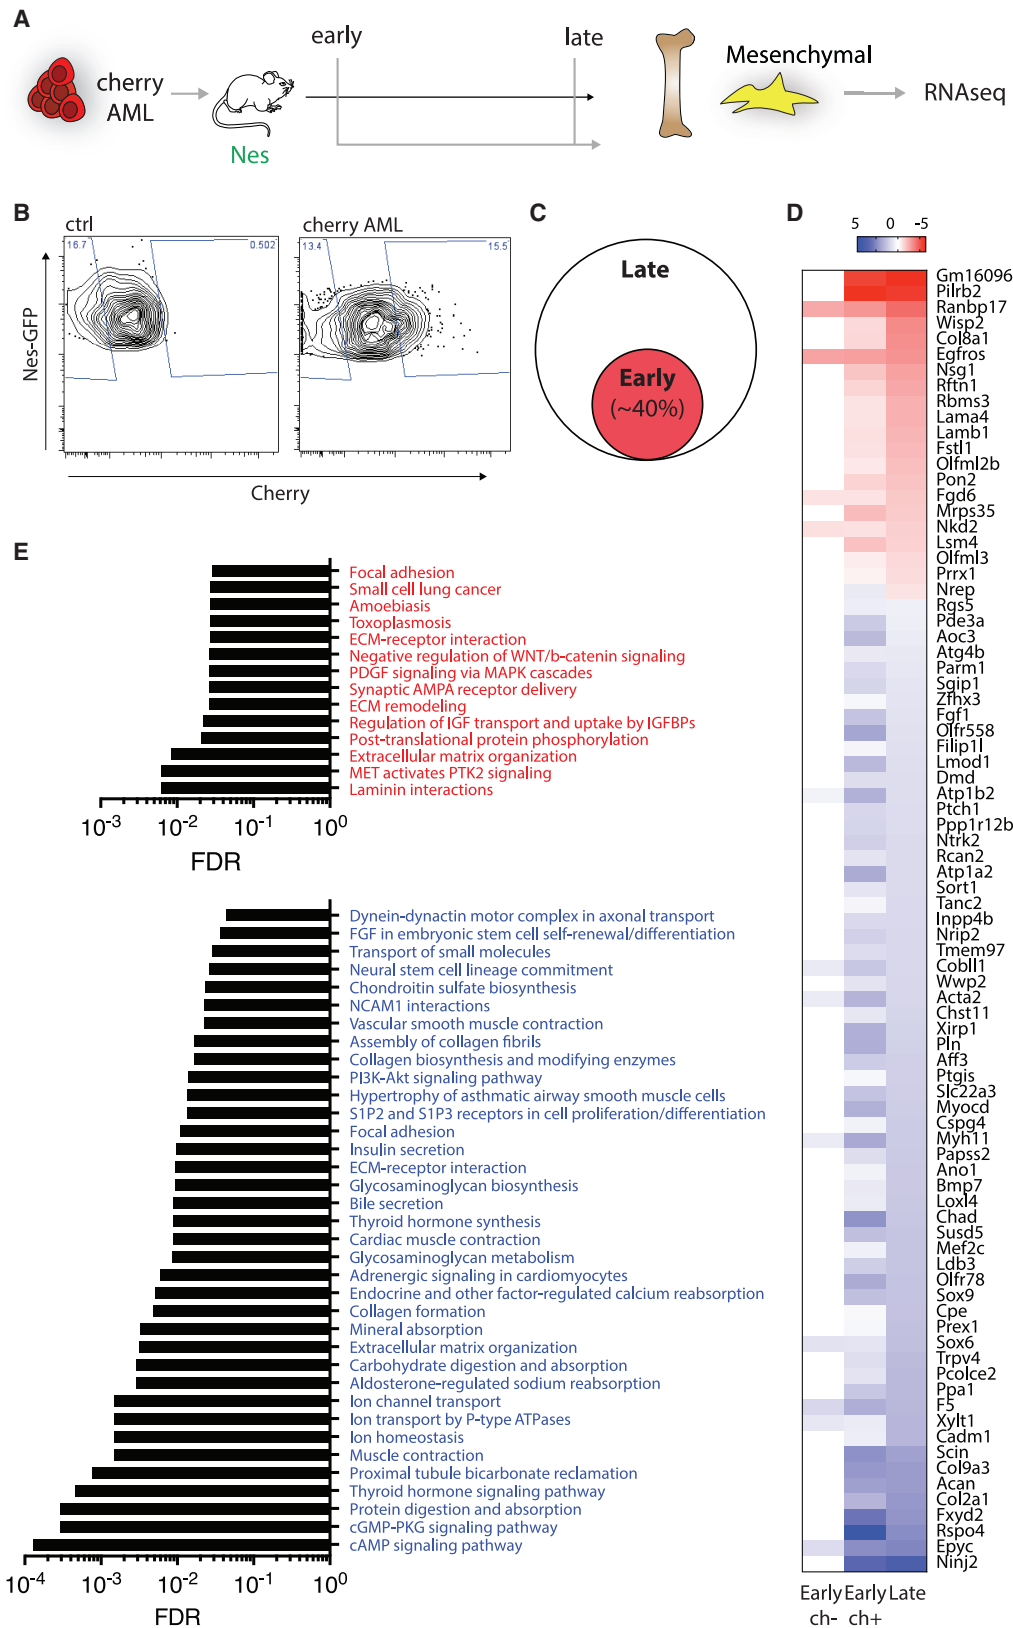 A
cherry
AML
Nes
early
late
Mesenchymal
RNAseq
B
ctrl
cherry AML
16.7
0.502
13.4
15.5
Nes-GFP
Cherry
C
Late
Early
(~40%)
D
5 0 -5
Gm16096
Pilrb2
Ranbp17
Wisp2
Col8a1
Egfros
Nsg1
Rftn1
Rbms3
Lama4
Lamb1
Fstl1
Olfml2b
Pon2
Fgd6
Mrps35
Nkd2
Lsm4
Olfml3
Prrx1
Nrep
Rgs5
Pde3a
Aoc3
Atg4b
Parm1
Sgip1
Zfhx3
Fgf1
Olfr558
Filip1l
Lmod1
Dmd
Atp1b2
Ptch1
Ppp1r12b
Ntrk2
Rcan2
Atp1a2
Sort1
Tanc2
Inpp4b
Nrip2
Tmem97
Cobll1
Wwp2
Acta2
Chst11
Xirp1
Pln
Aff3
Ptgis
Slc22a3
Myocd
Cspg4
Myh11
Papss2
Ano1
Bmp7
Loxl4
Chad
Susd5
Mef2c
Ldb3
Olfr78
Sox9
Cpe
Prex1
Sox6
Trpv4
Pcolce2
Ppa1
F5
Xylt1
Cadm1
Scin
Col9a3
Acan
Col2a1
Fxyd2
Rspo4
Epyc
Ninj2
Early Early Late
ch- ch+
E
Focal adhesion
Small cell lung cancer
Amoebiasis
Toxoplasmosis
ECM-receptor interaction
Negative regulation of WNT/b-catenin signaling
PDGF signaling via MAPK cascades
Synaptic AMPA receptor delivery
ECM remodeling
Regulation of IGF transport and uptake by IGFBPs
Post-translational protein phosphorylation
Extracellular matrix organization
MET activates PTK2 signaling
Laminin interactions
10-3 10-2 10-1 100
FDR
Dynein-dynactin motor complex in axonal transport
FGF in embryonic stem cell self-renewal/differentiation
Transport of small molecules
Neural stem cell lineage commitment
Chondroitin sulfate biosynthesis
NCAM1 interactions
Vascular smooth muscle contraction
Assembly of collagen fibrils
Collagen biosynthesis and modifying enzymes
PI3K-Akt signaling pathway
Hypertrophy of asthmatic airway smooth muscle cells
S1P2 and S1P3 receptors in cell proliferation/differentiation
Focal adhesion
Insulin secretion
ECM-receptor interaction
Glycosaminoglycan biosynthesis
Bile secretion
Thyroid hormone synthesis
Cardiac muscle contraction
Glycosaminoglycan metabolism
Adrenergic signaling in cardiomyocytes
Endocrine and other factor-regulated calcium reabsorption
Collagen formation
Mineral absorption
Extracellular matrix organization
Carbohydrate digestion and absorption
Aldosterone-regulated sodium reabsorption
Ion channel transport
Ion transport by P-type ATPases
Ion homeostasis
Muscle contraction
Proximal tubule bicarbonate reclamation
Thyroid hormone signaling pathway
Protein digestion and absorption
cGMP-PKG signaling pathway
cAMP signaling pathway
10-4 10-3 10-2 10-1 100
FDR